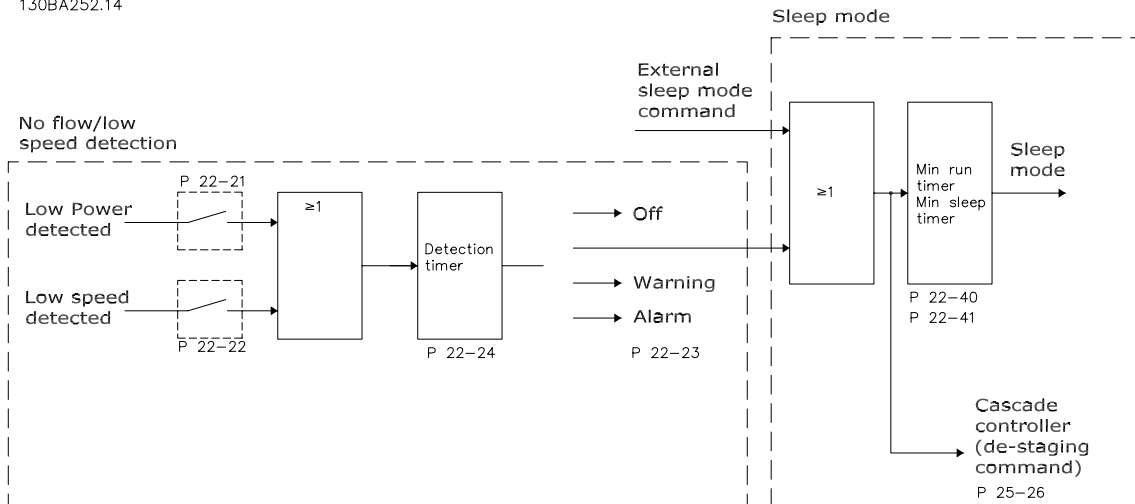 130BA252.14
Sleep mode
External
sleep mode
command
No flow/low
speed detection
P 22-21
Low Power
detected
≥1
Detection
timer
Off
Warning
Alarm
Low speed
detected
P 22-22
P 22-24
P 22-23
≥1
Min run
timer
Min sleep
timer
Sleep
mode
P 22-40
P 22-41
Cascade
controller
(de-staging
command)
P 25-26